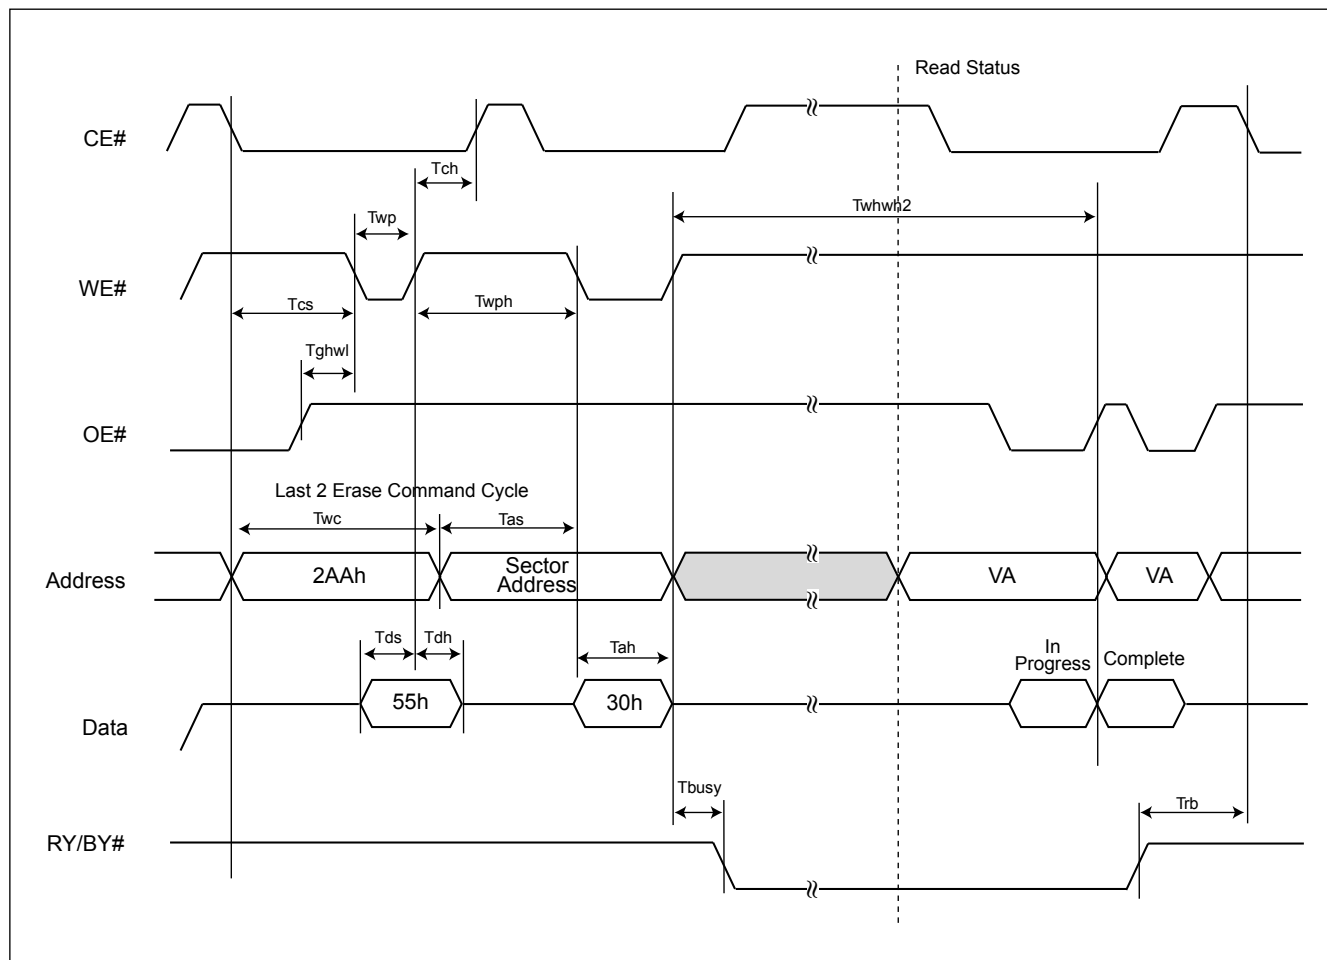 Read Status
CE#
Tch
Twhwh2
Twp
WE#
Tcs
Twph
Tghwl
OE#
Last 2 Erase Command Cycle
Twc
Tas
Address
2AAh
Sector
Address
VA
VA
Tds
Tdh
Tah
In
Progress
Complete
Data
55h
30h
Tbusy
Trb
RY/BY#